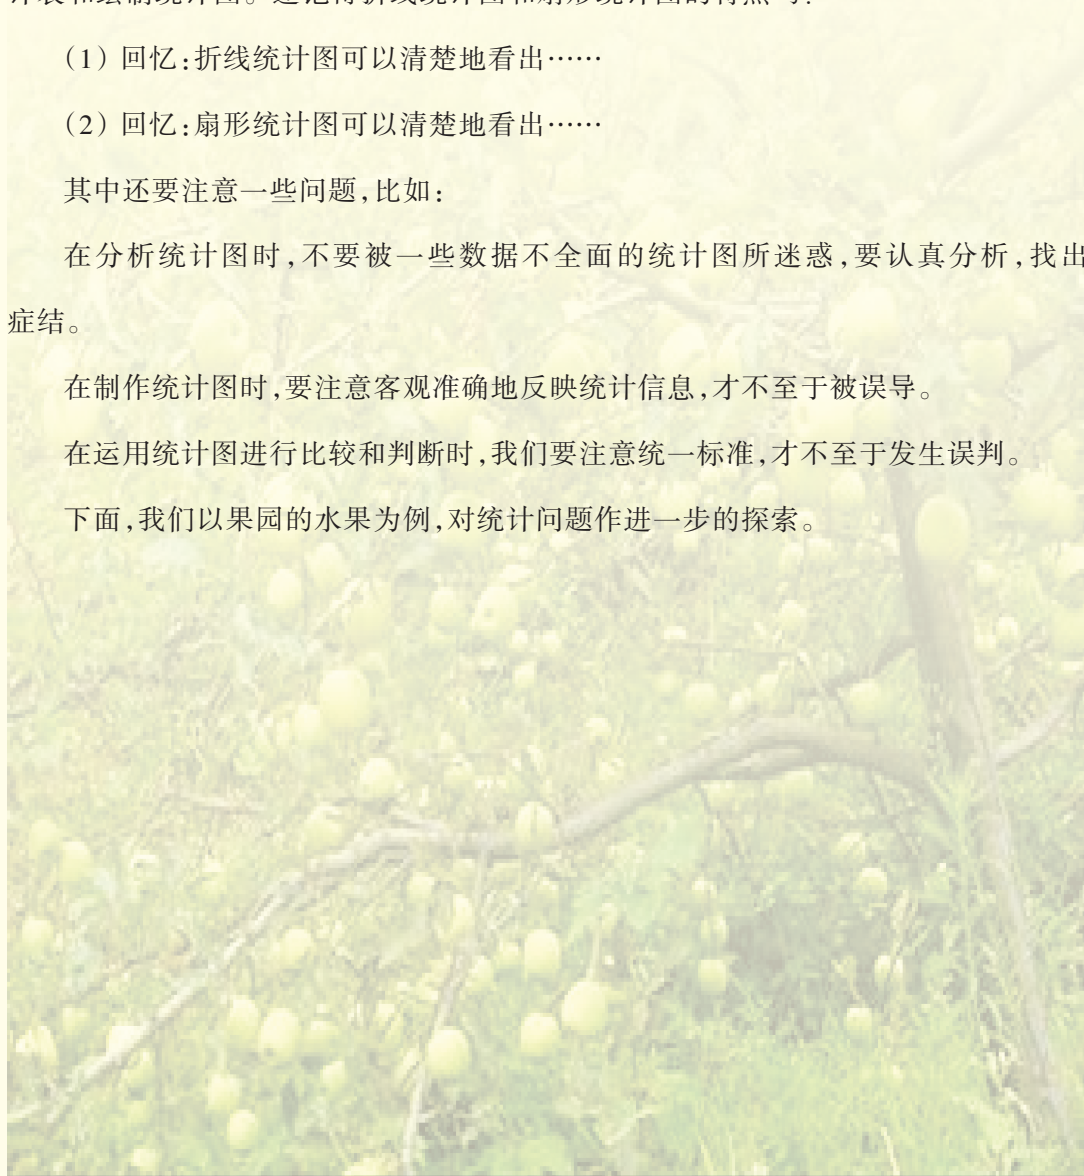 (1) 回忆:折线统计图可以清楚地看出……
(2) 回忆:扇形统计图可以清楚地看出……
其中还要注意一些问题,比如:
在分析统计图时,不要被一些数据不全面的统计图所迷惑,要认真分析,找出
症结。
在制作统计图时,要注意客观准确地反映统计信息,才不至于被误导。
在运用统计图进行比较和判断时,我们要注意统一标准,才不至于发生误判。
下面,我们以果园的水果为例,对统计问题作进一步的探索。